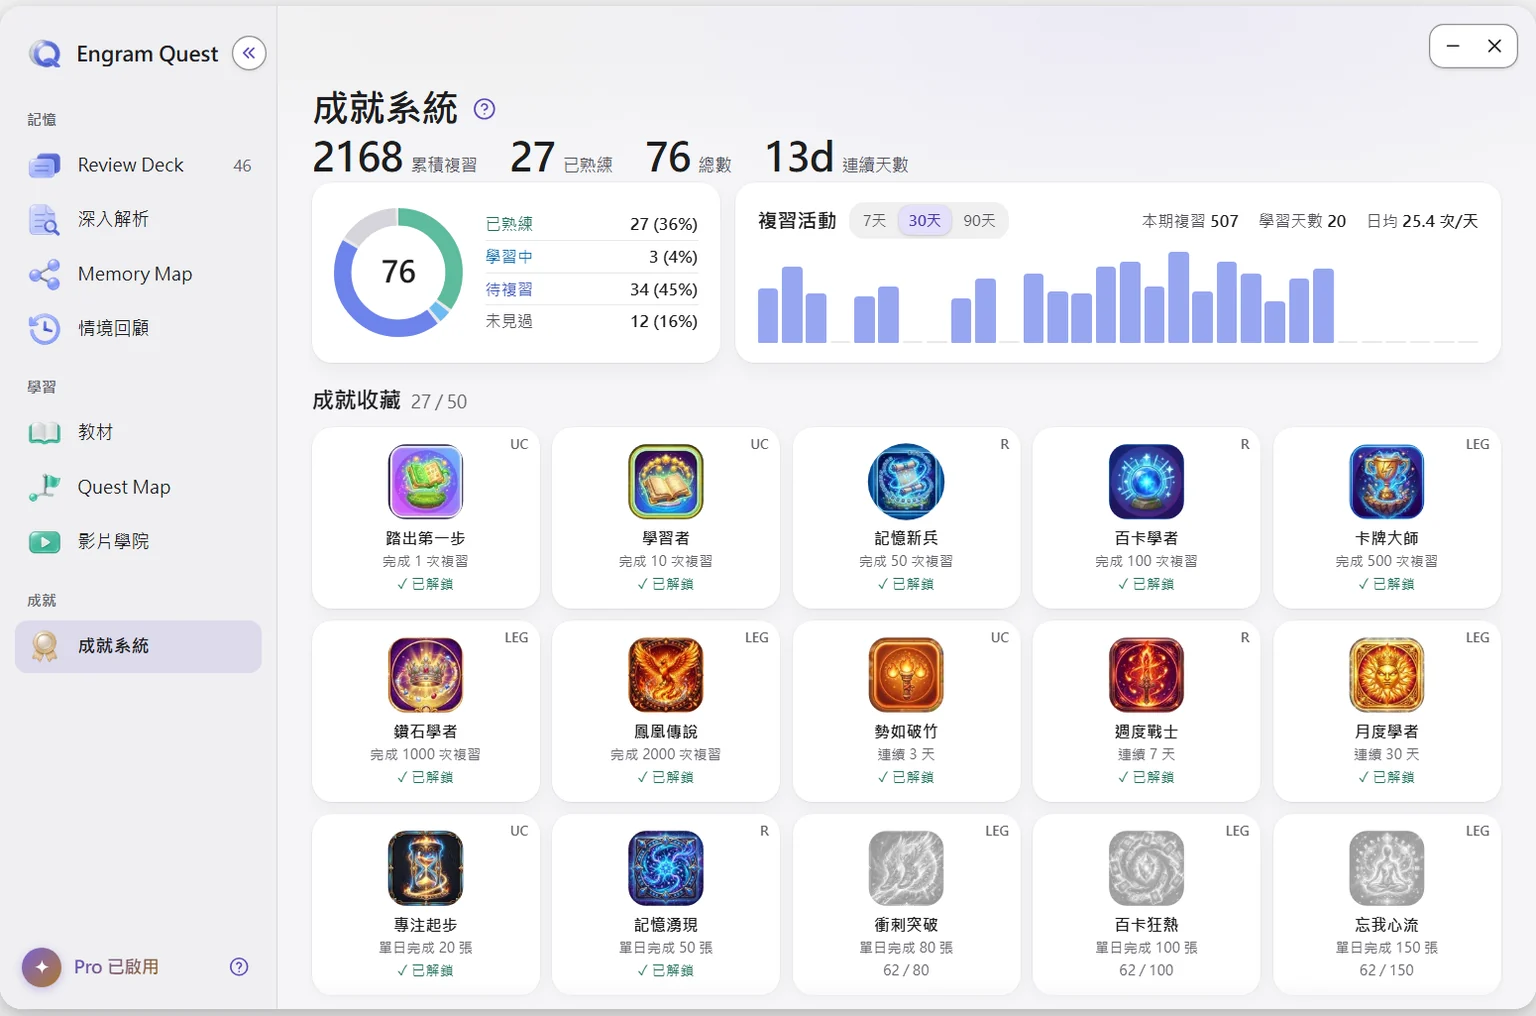 Engram Quest
記憶
Review Deck 46
深入解析
Memory Map
情境回顧
學習
教材
Quest Map
影片學院
成就
成就系統
Pro 已啟用
成就系統
2168 累積複習 27 已熟練 76 總數 13d 連續天數
76
已熟練 27 (36%)
學習中 3 (4%)
待複習 34 (45%)
未見過 12 (16%)
複習活動 7天 30天 90天 本期複習 507 學習天數 20 日均 25.4 次/天
成就收藏 27 / 50
UC
踏出第一步
完成 1 次複習
✓ 已解鎖
UC
學習者
完成 10 次複習
✓ 已解鎖
R
記憶新兵
完成 50 次複習
✓ 已解鎖
R
百卡學者
完成 100 次複習
✓ 已解鎖
LEG
卡牌大師
完成 500 次複習
✓ 已解鎖
LEG
鑽石學者
完成 1000 次複習
✓ 已解鎖
LEG
鳳凰傳說
完成 2000 次複習
✓ 已解鎖
UC
勢如破竹
連續 3 天
✓ 已解鎖
R
週度戰士
連續 7 天
✓ 已解鎖
LEG
月度學者
連續 30 天
✓ 已解鎖
UC
專注起步
單日完成 20 張
✓ 已解鎖
R
記憶湧現
單日完成 50 張
✓ 已解鎖
LEG
衝刺突破
單日完成 80 張
62 / 80
LEG
百卡狂熱
單日完成 100 張
62 / 100
LEG
忘我心流
單日完成 150 張
62 / 150